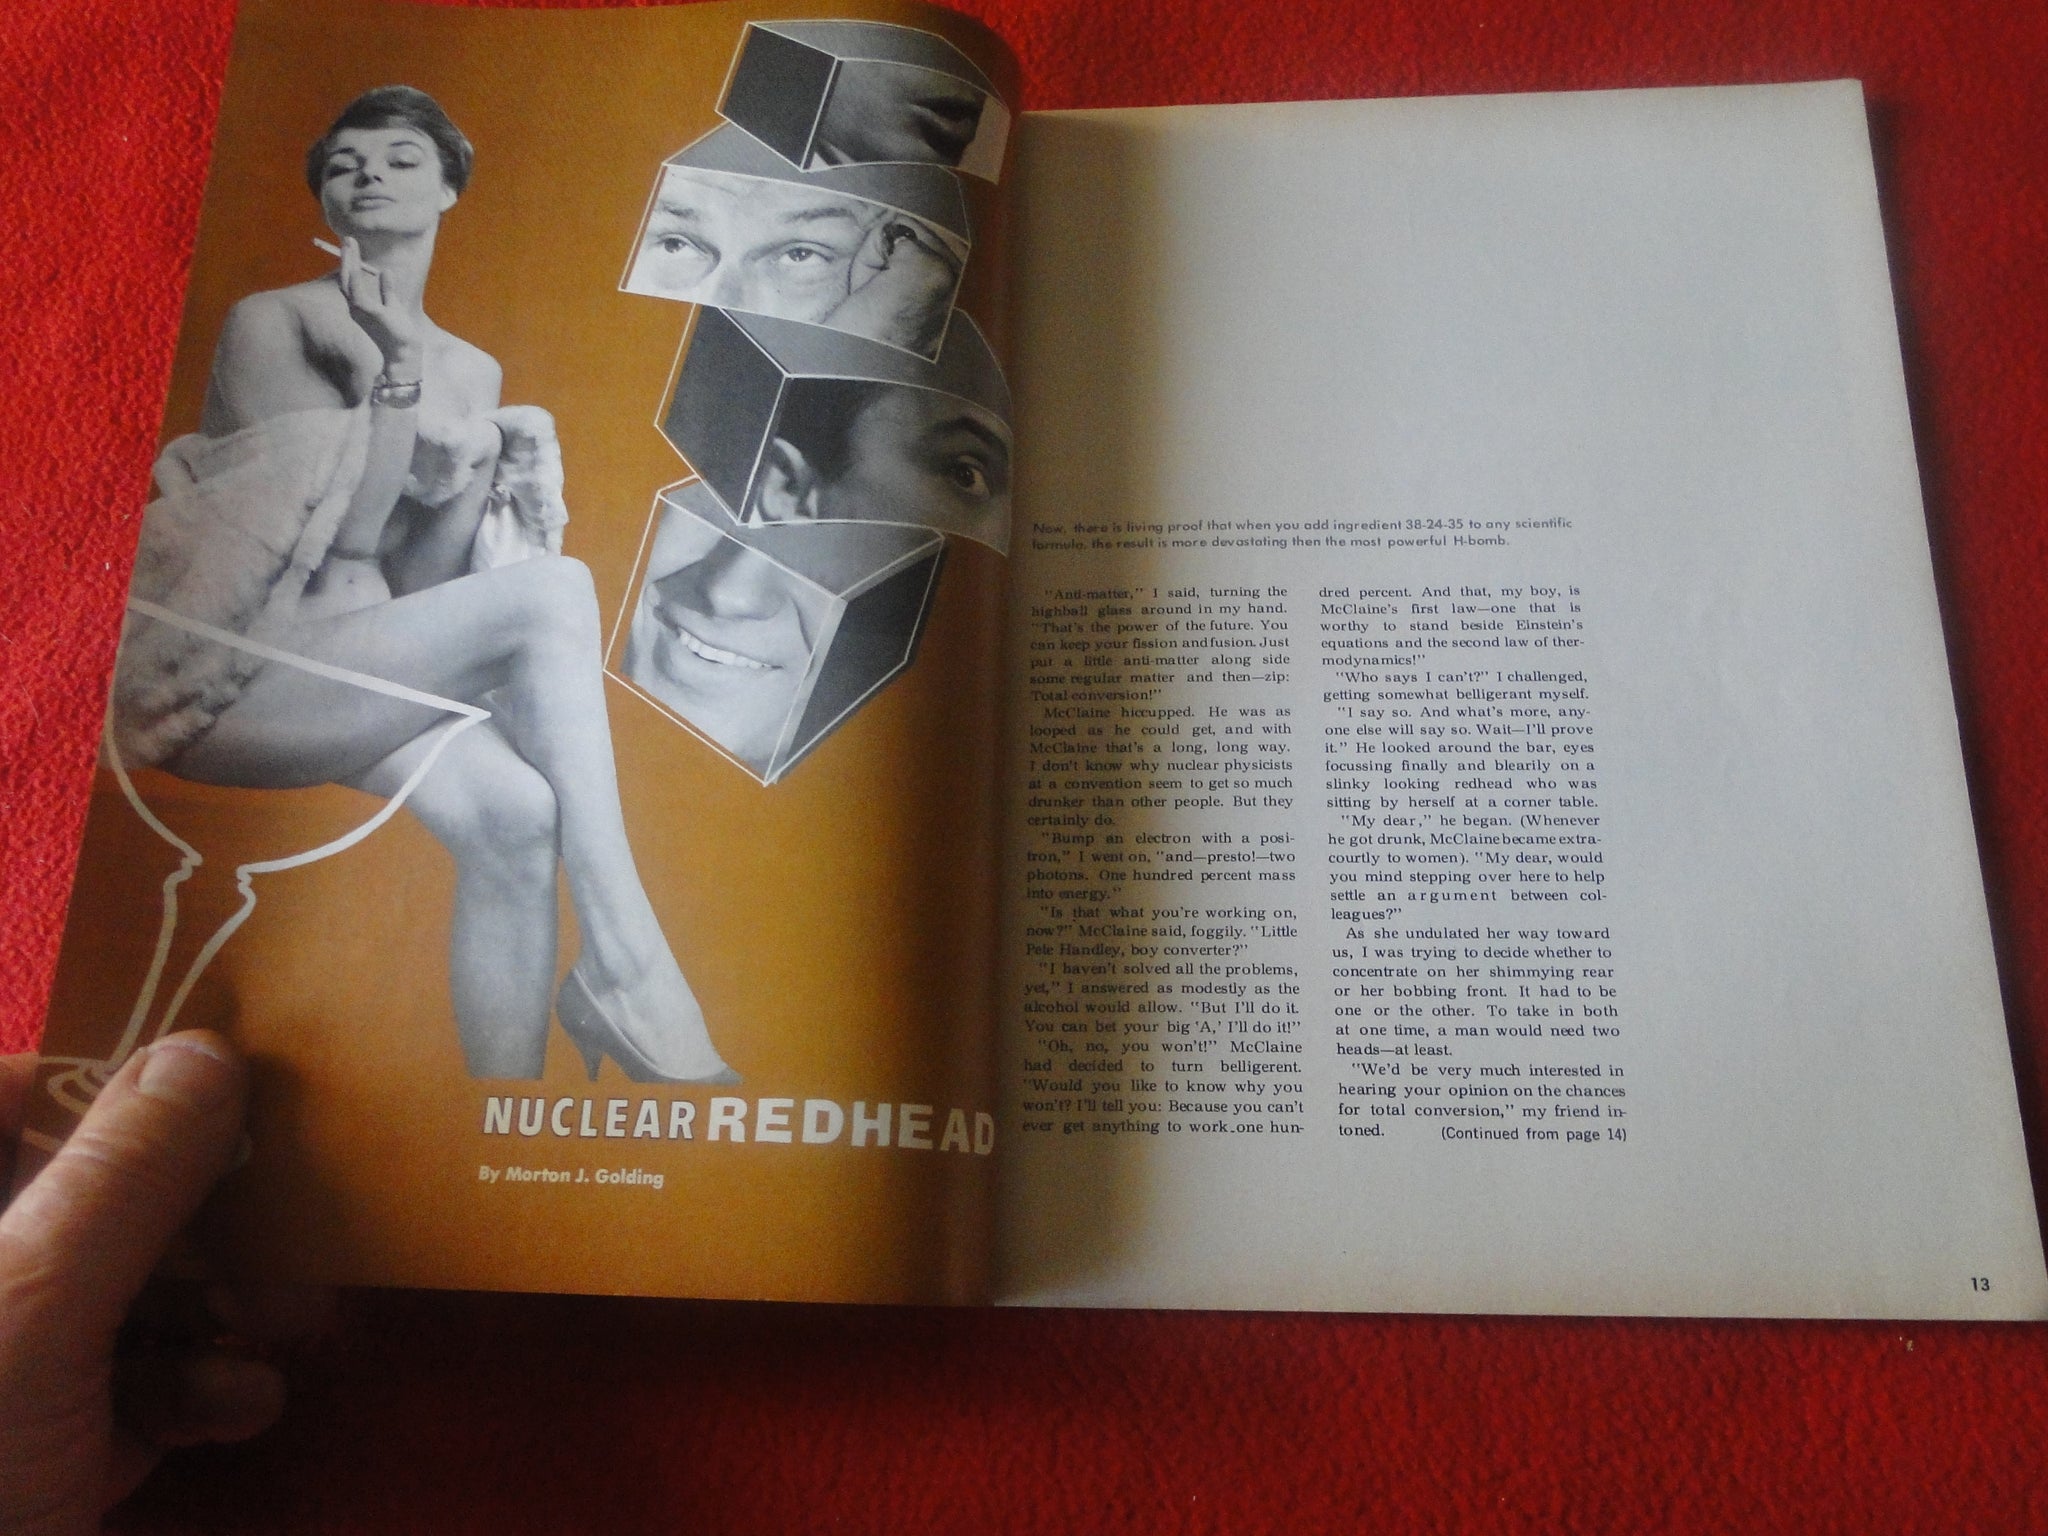 NUCLEAR REDHEAD
By Morton J. Golding
Now, there is living proof that when you add ingredient 38-24-35 to any scientific
formula, the result is more devastating then the most powerful H-bomb.
"Anti-matter," I said, turning the
highball glass around in my hand.
"That's the power of the future. You
can keep your fission and fusion. Just
put a little anti-matter along side
some regular matter and then—zip:
Total conversion!"
McClaine hiccupped. He was as
looped as he could get, and with
McClaine that's a long, long way.
I don't know why nuclear physicists
at a convention seem to get so much
drunker than other people. But they
certainly do.
"Bump an electron with a posi-
tron," I went on, "and—presto!—two
photons. One hundred percent mass
into energy."
"Is that what you're working on,
now?" McClaine said, foggily. "Little
Pete Handley, boy converter?"
"I haven't solved all the problems,
yet," I answered as modestly as the
alcohol would allow. "But I'll do it.
You can bet your big 'A,' I'll do it!"
"Oh, no, you won't!" McClaine
had decided to turn belligerent.
"Would you like to know why you
won't? I'll tell you: Because you can't
ever get anything to work one hun-
dred percent. And that, my boy, is
McClaine's first law—one that is
worthy to stand beside Einstein's
equations and the second law of ther-
modynamics!"
"Who says I can't?" I challenged,
getting somewhat belligerant myself.
"I say so. And what's more, any-
one else will say so. Wait—I'll prove
it." He looked around the bar, eyes
focussing finally and blearily on a
slinky looking redhead who was
sitting by herself at a corner table.
"My dear," he began. (Whenever
he got drunk, McClaine became extra-
courtly to women). "My dear, would
you mind stepping over here to help
settle an argument between col-
leagues?"
As she undulated her way toward
us, I was trying to decide whether to
concentrate on her shimmying rear
or her bobbing front. It had to be
one or the other. To take in both
at one time, a man would need two
heads—at least.
"We'd be very much interested in
hearing your opinion on the chances
for total conversion," my friend in-
toned. (Continued from page 14)
13